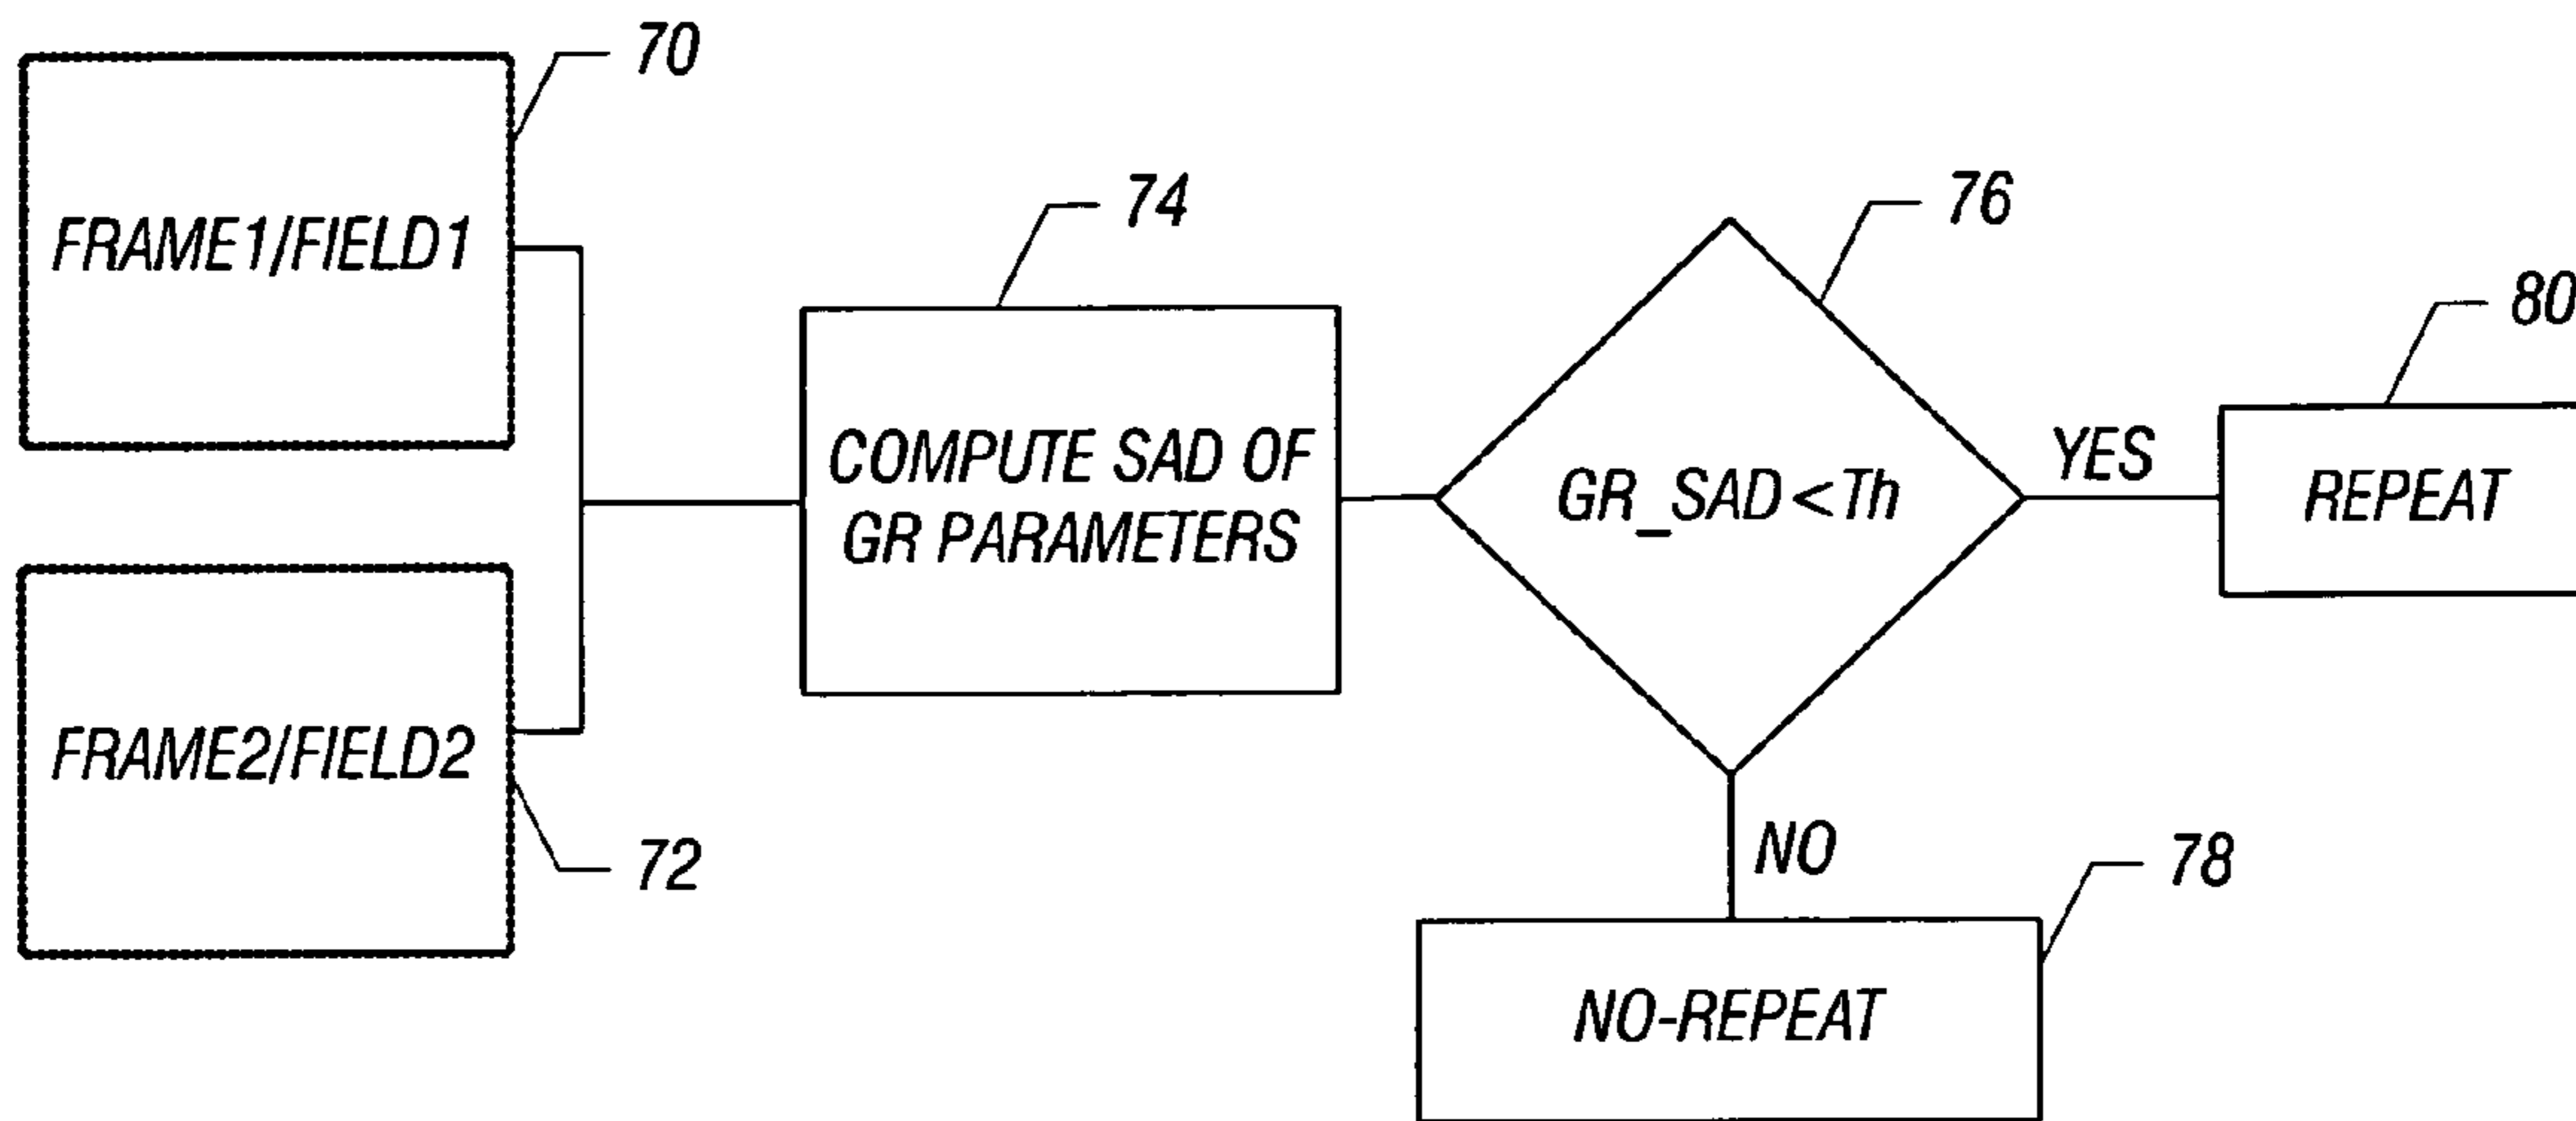 70
FRAME1/FIELD1
74
COMPUTE SAD OF
GR PARAMETERS
76
GR_SAD<Th
YES
80
REPEAT
FRAME2/FIELD2
72
NO
78
NO-REPEAT